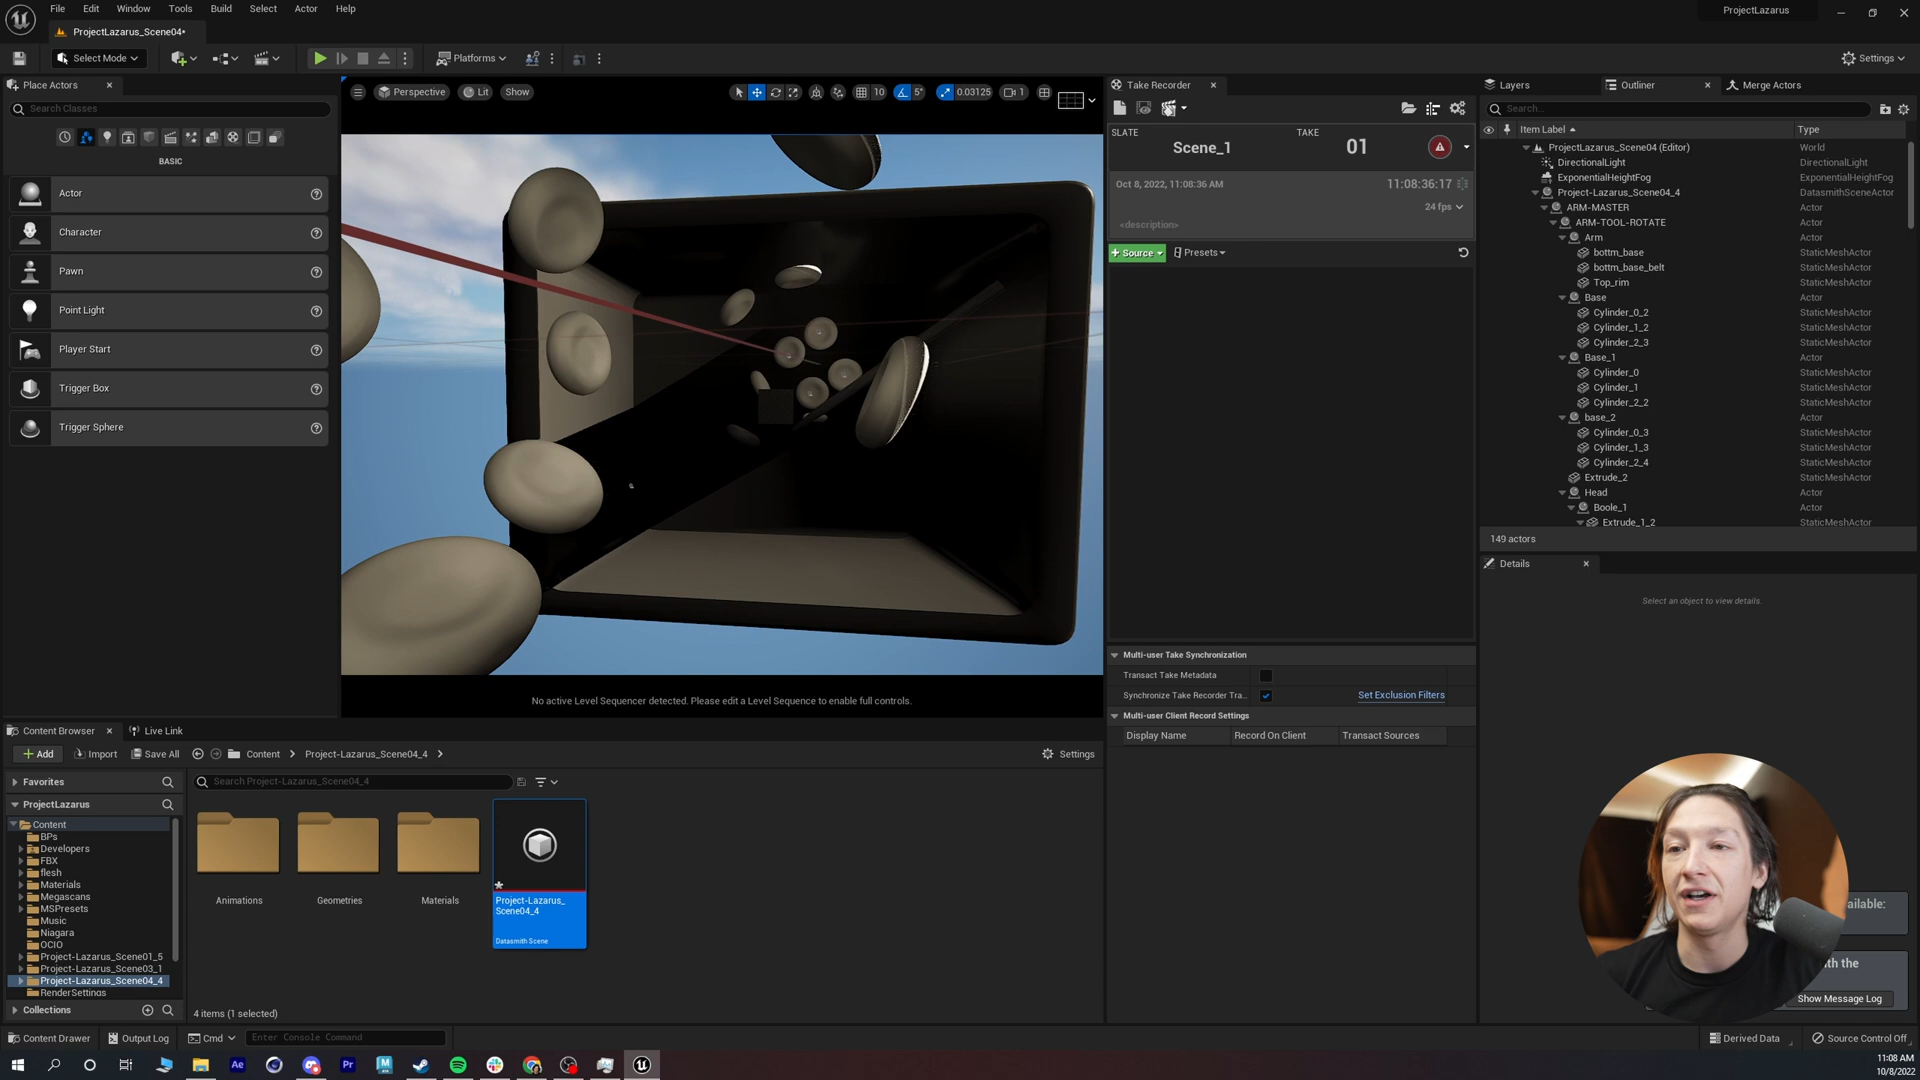 File Edit Window Tools Build Select Actor Help
ProjectLazarus
ProjectLazarus_Scene04*
Select Mode
Platforms
Settings
Place Actors
Search Classes
BASIC
Actor
Character
Pawn
Point Light
Player Start
Trigger Box
Trigger Sphere
Perspective Lit Show
10 5° 0.03125 1
No active Level Sequencer detected. Please edit a Level Sequence to enable full controls.
Take Recorder
SLATE TAKE
Scene_1 01
Oct 8, 2022, 11:08:36 AM 11:08:36:17
24 fps
<description>
+ Source Presets
Multi-user Take Synchronization
Transact Take Metadata
Synchronize Take Recorder Tra... Set Exclusion Filters
Multi-user Client Record Settings
Display Name Record On Client Transact Sources
Layers Outliner Merge Actors
Search...
Item Label Type
ProjectLazarus_Scene04 (Editor) World
DirectionalLight DirectionalLight
ExponentialHeightFog ExponentialHeightFog
Project-Lazarus_Scene04_4 DatasmithSceneActor
ARM-MASTER Actor
ARM-TOOL-ROTATE Actor
Arm Actor
bottm_base StaticMeshActor
bottm_base_belt StaticMeshActor
Top_rim StaticMeshActor
Base Actor
Cylinder_0_2 StaticMeshActor
Cylinder_1_2 StaticMeshActor
Cylinder_2_3 StaticMeshActor
Base_1 Actor
Cylinder_0 StaticMeshActor
Cylinder_1 StaticMeshActor
Cylinder_2_2 StaticMeshActor
base_2 Actor
Cylinder_0_3 StaticMeshActor
Cylinder_1_3 StaticMeshActor
Cylinder_2_4 StaticMeshActor
Extrude_2 StaticMeshActor
Head Actor
Boole_1 Actor
Extrude_1_2 StaticMeshActor
149 actors
Details
Select an object to view details.
ailable:
th the
Show Message Log
Content Browser Live Link
+ Add Import Save All Content Project-Lazarus_Scene04_4 Settings
Favorites
ProjectLazarus
Content
BPs
Developers
FBX
flesh
Materials
Megascans
MSPresets
Music
Niagara
OCIO
Project-Lazarus_Scene01_5
Project-Lazarus_Scene03_1
Project-Lazarus_Scene04_4
RenderSettings
Collections
Search Project-Lazarus_Scene04_4
Animations Geometries Materials
Project-Lazarus_
Scene04_4
Datasmith Scene
4 items (1 selected)
Content Drawer Output Log Cmd Enter Console Command
Derived Data Source Control Off
Ae Pr M
11:08 AM
10/8/2022